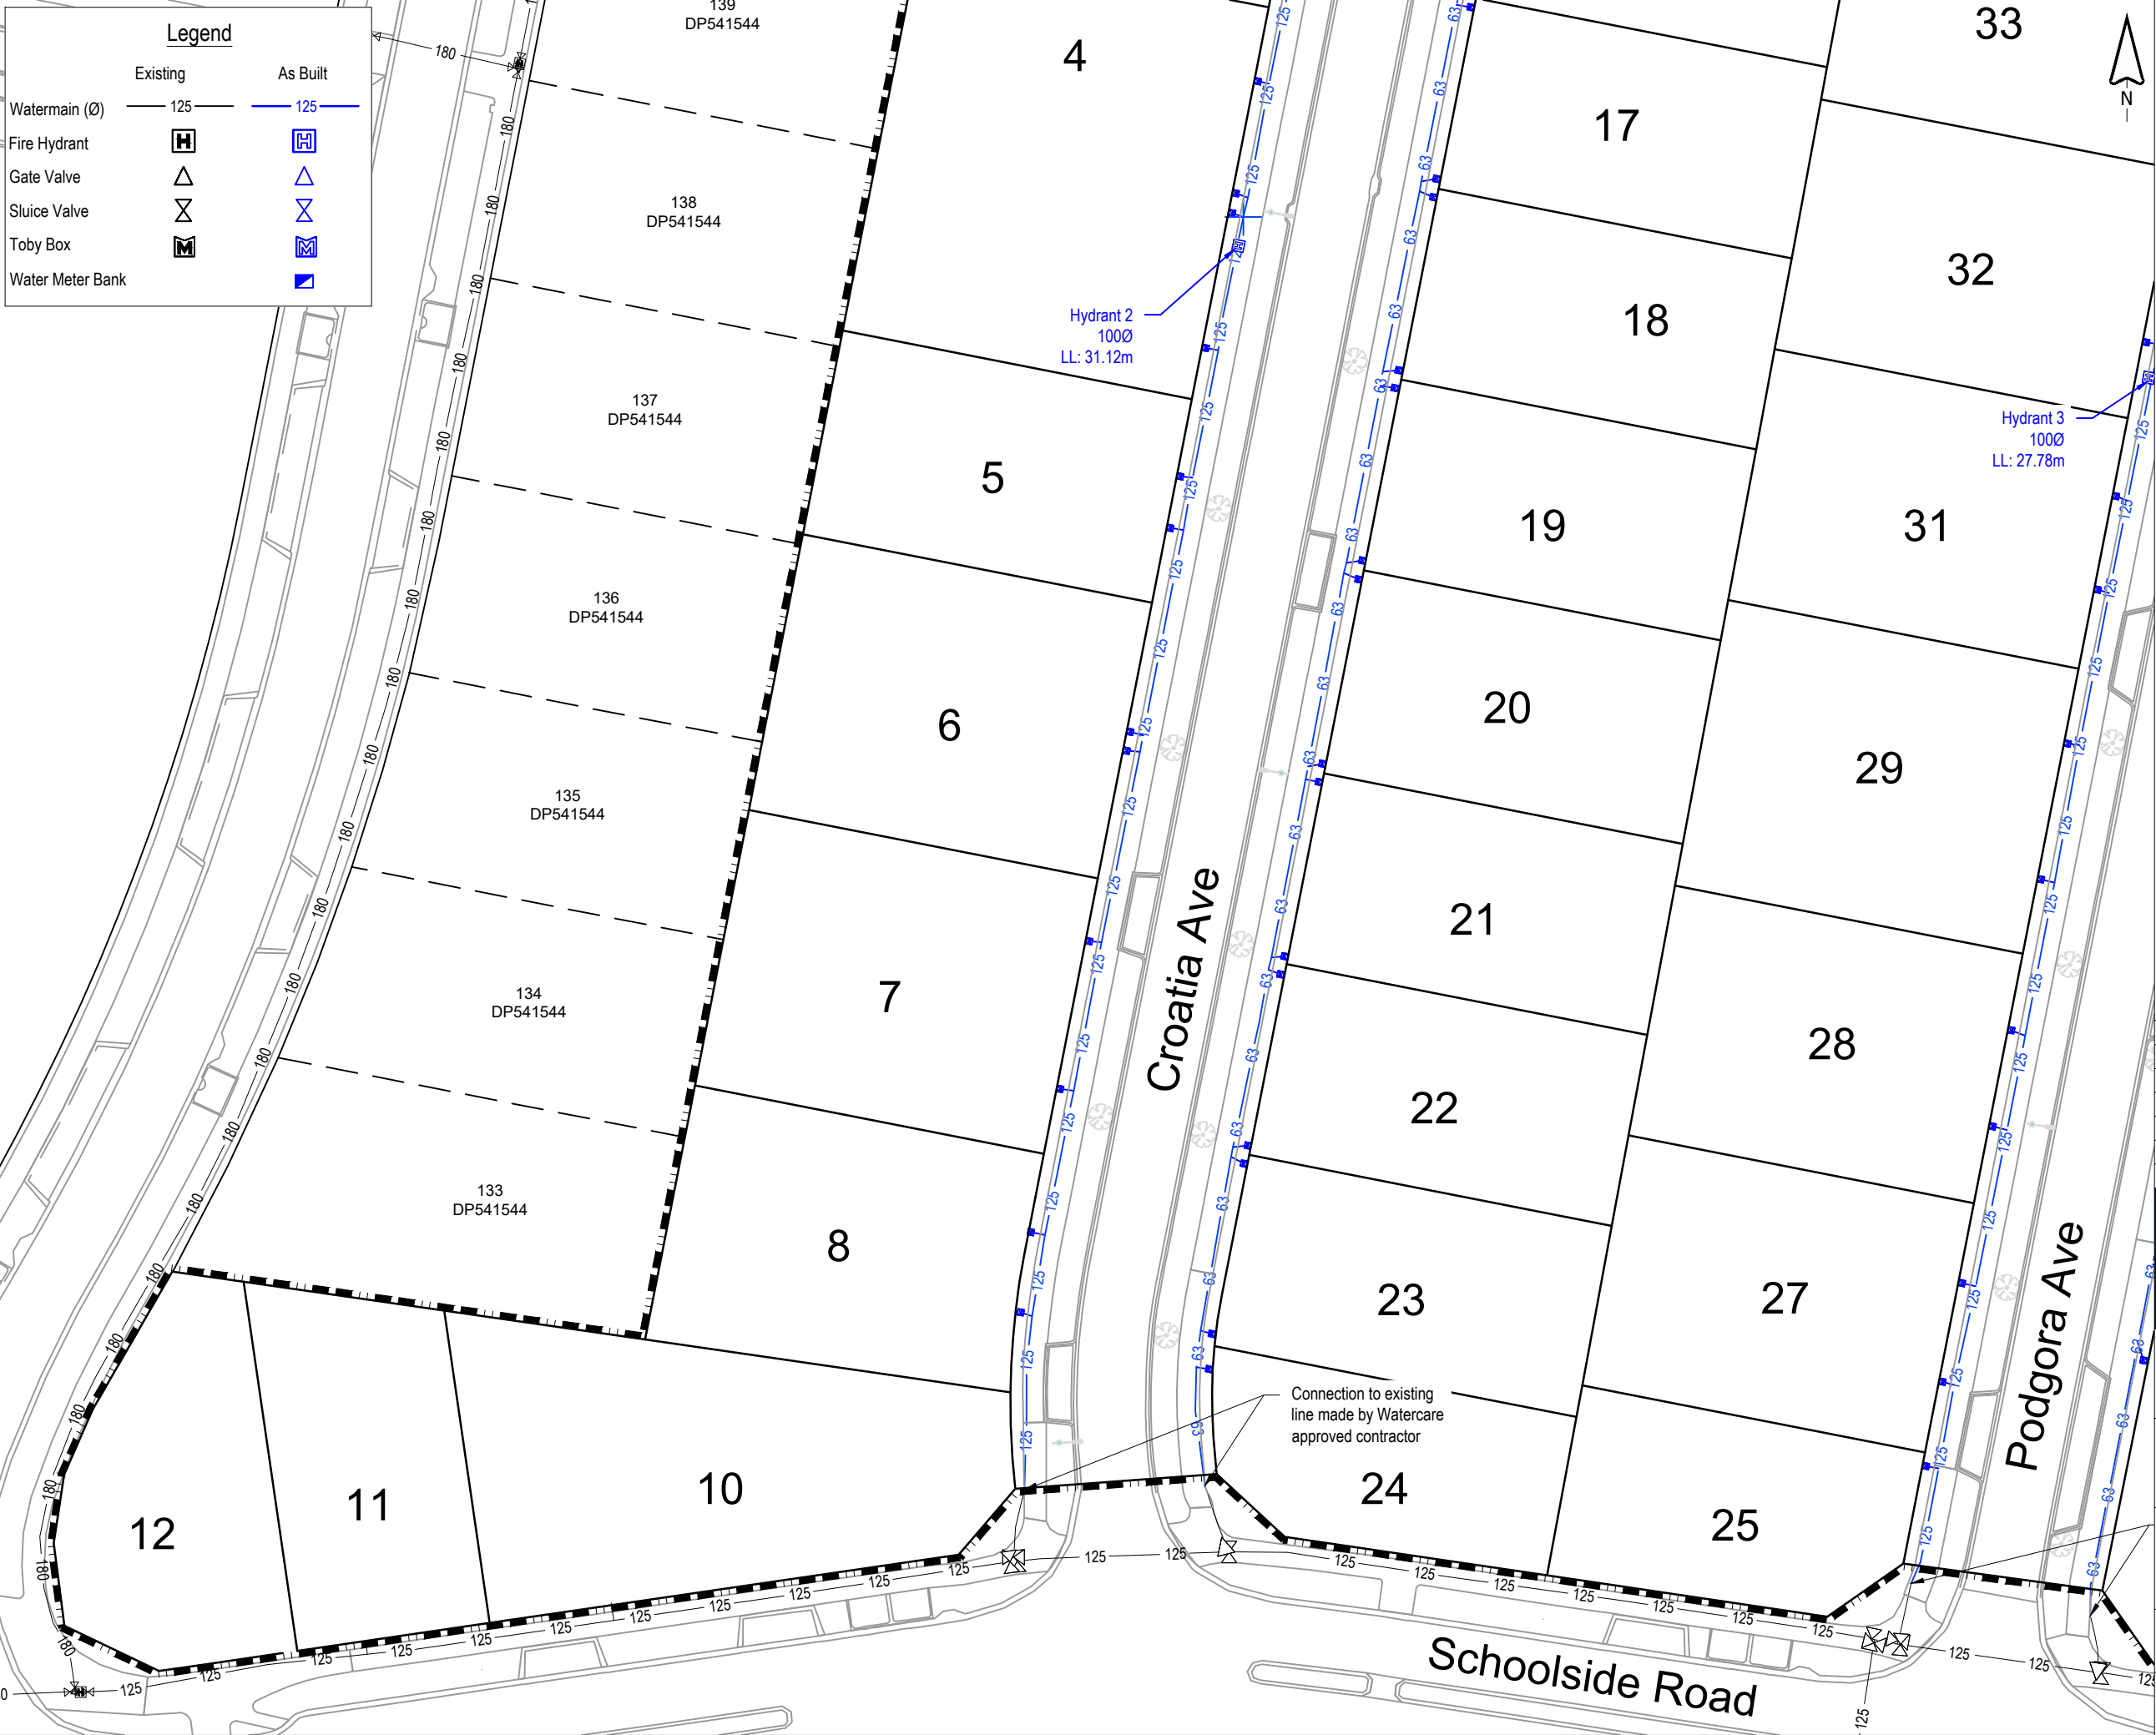 Legend
Existing As Built
Watermain (Ø) 125 125
Fire Hydrant H H
Gate Valve
Sluice Valve
Toby Box M M
Water Meter Bank
N
139
DP541544
138
DP541544
137
DP541544
136
DP541544
135
DP541544
134
DP541544
133
DP541544
4
5
6
7
8
10
11
12
17
18
19
20
21
22
23
24
25
27
28
29
31
32
33
Hydrant 2
100Ø
LL: 31.12m
Hydrant 3
100Ø
LL: 27.78m
Croatia Ave
Podgora Ave
Schoolside Road
Connection to existing
line made by Watercare
approved contractor
180
125
63